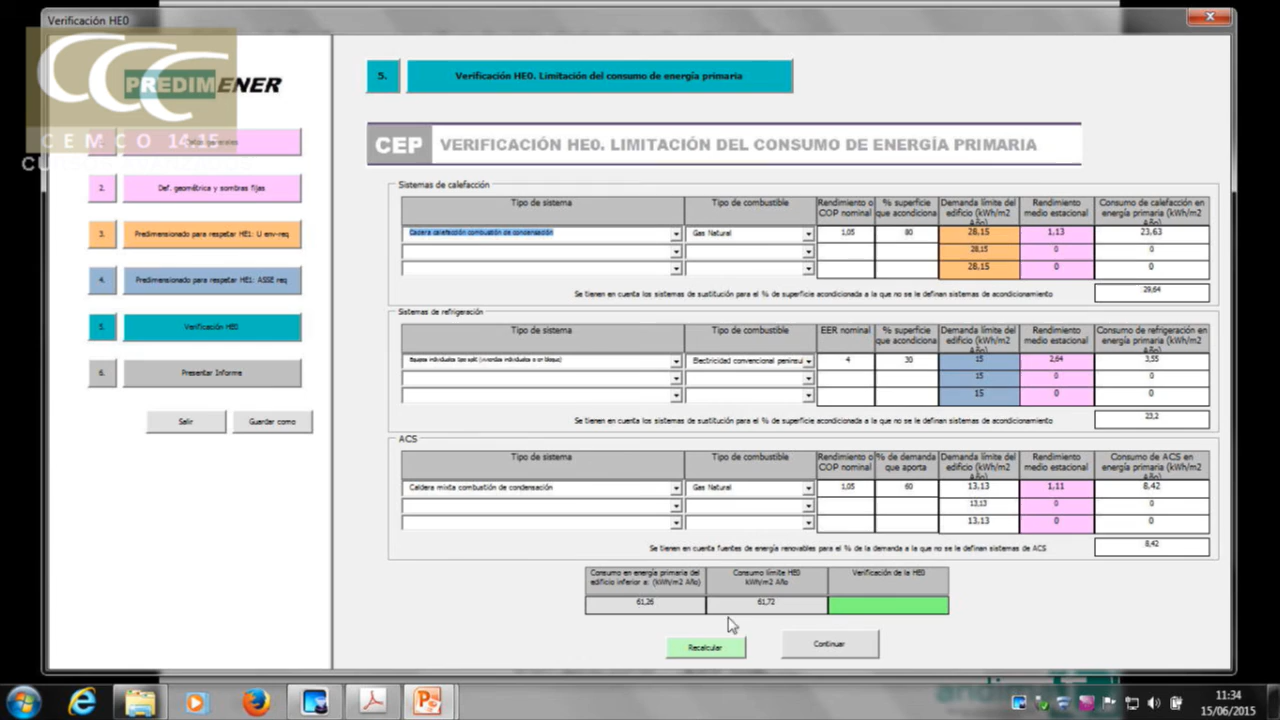 Verificación HE0
PREDIMENER
CEMCO 14.15
2.
Def. geométrica y sombras fijas
3.
Predimensionado para respetar HE1: U env-req
4.
Predimensionado para respetar HE1: ASSE req
5.
Verificación HE0
6.
Presentar Informe
Salir
Guardar como
5.
Verificación HE0. Limitación del consumo de energía primaria
CEP
VERIFICACIÓN HE0. LIMITACIÓN DEL CONSUMO DE ENERGÍA PRIMARIA
Sistemas de calefacción
Tipo de sistema
Tipo de combustible
Rendimiento o COP nominal
% superficie que acondiciona
Demanda límite del edificio (kWh/m2 Año)
Rendimiento medio estacional
Consumo de calefacción en energía primaria (kWh/m2 Año)
Caldera calefacción combustión de condensación
Gas Natural
1,05
80
28,15
1,13
23,63
28,15
0
0
28,15
0
0
Se tienen en cuenta los sistemas de sustitución para el % de superficie acondicionada a la que no se le definan sistemas de acondicionamiento
29,64
Sistemas de refrigeración
Tipo de sistema
Tipo de combustible
EER nominal
% superficie que acondiciona
Demanda límite del edificio (kWh/m2 Año)
Rendimiento medio estacional
Consumo de refrigeración en energía primaria (kWh/m2 Año)
Electricidad convencional peninsu
4
30
15
2,64
3,55
15
0
0
15
0
0
Se tienen en cuenta los sistemas de sustitución para el % de superficie acondicionada a la que no se le definan sistemas de acondicionamiento
23,2
ACS
Tipo de sistema
Tipo de combustible
Rendimiento o COP nominal
% de demanda que aporta
Demanda límite del edificio (kWh/m2 Año)
Rendimiento medio estacional
Consumo de ACS en energía primaria (kWh/m2 Año)
Caldera mixta combustión de condensación
Gas Natural
1,05
60
13,13
1,11
8,42
13,13
0
0
13,13
0
0
Se tienen en cuenta fuentes de energía renovables para el % de la demanda a la que no se le definan sistemas de ACS
8,42
Consumo en energía primaria del edificio inferior a: (kWh/m2 Año)
Consumo límite HE0 kWh/m2 Año
Verificación de la HE0
61,26
61,72
Recalcular
Continuar
11:34
15/06/2015